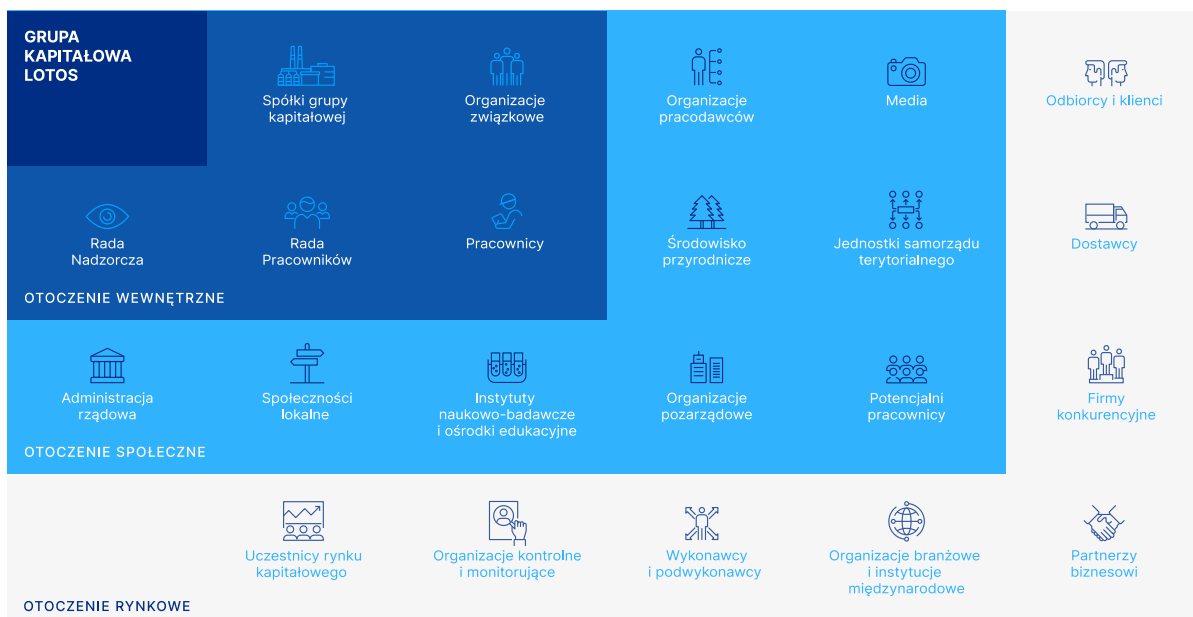 GRUPA
KAPITAŁOWA
LOTOS
Spółki grupy
kapitałowej
Organizacje
związkowe
Organizacje
pracodawców
Media
Odbiorcy i klienci
Rada
Nadzorcza
Rada
Pracowników
Pracownicy
Środowisko
przyrodnicze
Jednostki samorządu
terytorialnego
Dostawcy
OTOCZENIE WEWNĘTRZNE
Administracja
rządowa
Społeczności
lokalne
Instytuty
naukowo-badawcze
i ośrodki edukacyjne
Organizacje
pozarządowe
Potencjalni
pracownicy
Firmy
konkurencyjne
OTOCZENIE SPOŁECZNE
Uczestnicy rynku
kapitałowego
Organizacje kontrolne
i monitorujące
Wykonawcy
i podwykonawcy
Organizacje branżowe
i instytucje
międzynarodowe
Partnerzy
biznesowi
OTOCZENIE RYNKOWE